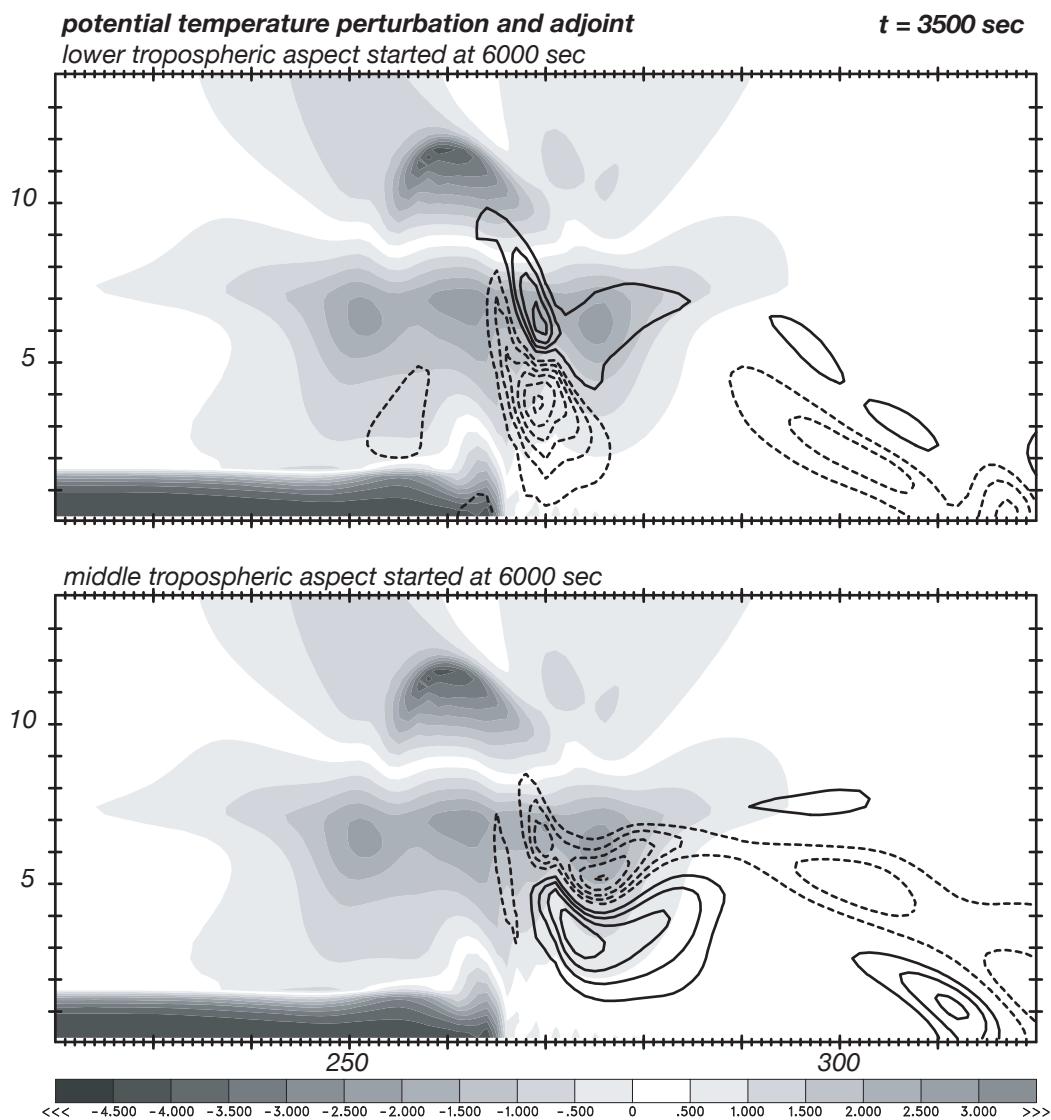 potential temperature perturbation and adjoint t = 3500 sec
lower tropospheric aspect started at 6000 sec
10
5
middle tropospheric aspect started at 6000 sec
10
5
250 300
<<< -4.500 -4.000 -3.500 -3.000 -2.500 -2.000 -1.500 -1.000 -.500 0 .500 1.000 1.500 2.000 2.500 3.000 >>>